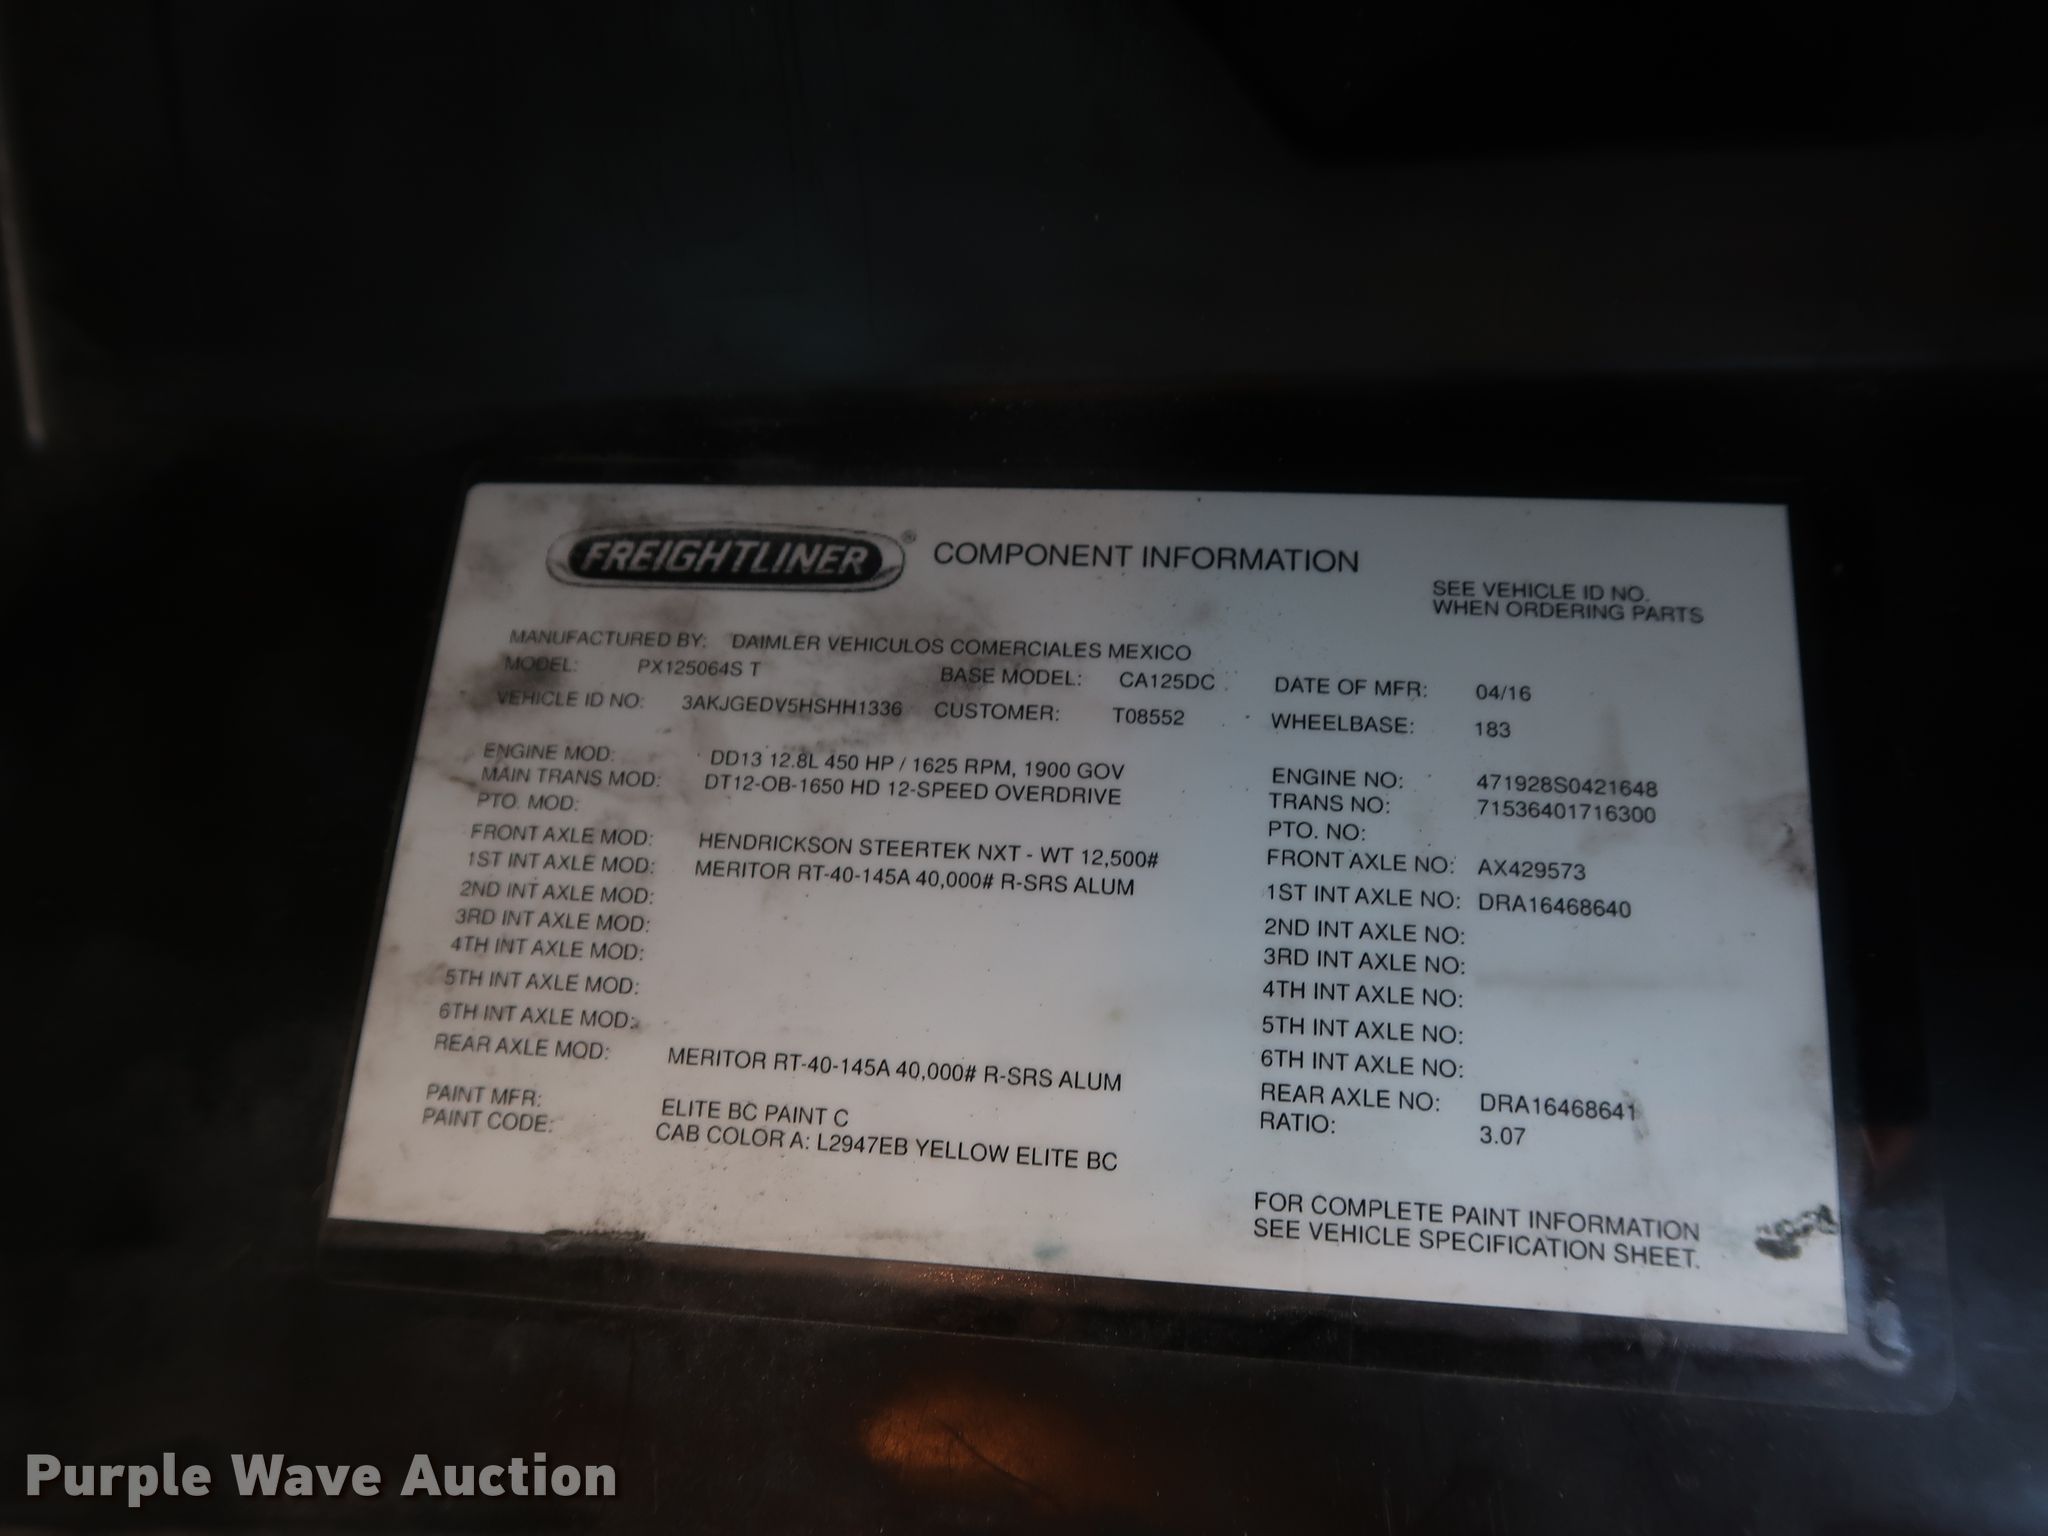 FREIGHTLINER® COMPONENT INFORMATION
SEE VEHICLE ID NO.
WHEN ORDERING PARTS
MANUFACTURED BY: DAIMLER VEHICULOS COMERCIALES MEXICO
MODEL: PX125064S T BASE MODEL: CA125DC DATE OF MFR: 04/16
VEHICLE ID NO: 3AKJGEDV5HSHH1336 CUSTOMER: T08552 WHEELBASE: 183
ENGINE MOD: DD13 12.8L 450 HP / 1625 RPM, 1900 GOV ENGINE NO: 471928S0421648
MAIN TRANS MOD: DT12-OB-1650 HD 12-SPEED OVERDRIVE TRANS NO: 71536401716300
PTO. MOD: PTO. NO:
FRONT AXLE MOD: HENDRICKSON STEERTEK NXT - WT 12,500# FRONT AXLE NO: AX429573
1ST INT AXLE MOD: MERITOR RT-40-145A 40,000# R-SRS ALUM 1ST INT AXLE NO: DRA16468640
2ND INT AXLE MOD: 2ND INT AXLE NO:
3RD INT AXLE MOD: 3RD INT AXLE NO:
4TH INT AXLE MOD: 4TH INT AXLE NO:
5TH INT AXLE MOD: 5TH INT AXLE NO:
6TH INT AXLE MOD: 6TH INT AXLE NO:
REAR AXLE MOD: MERITOR RT-40-145A 40,000# R-SRS ALUM REAR AXLE NO: DRA16468641
RATIO: 3.07
PAINT MFR: ELITE BC PAINT C
PAINT CODE: CAB COLOR A: L2947EB YELLOW ELITE BC
FOR COMPLETE PAINT INFORMATION
SEE VEHICLE SPECIFICATION SHEET.
Purple Wave Auction